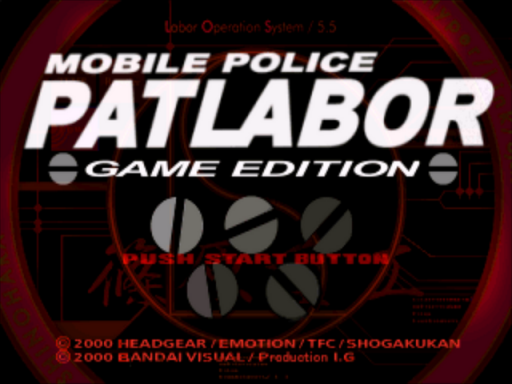 Labor Operation System / 5.5
MOBILE POLICE
PATLABOR
GAME EDITION
PUSH START BUTTON
© 2000 HEADGEAR / EMOTION / TFC / SHOGAKUKAN
© 2000 BANDAI VISUAL / Production I.G